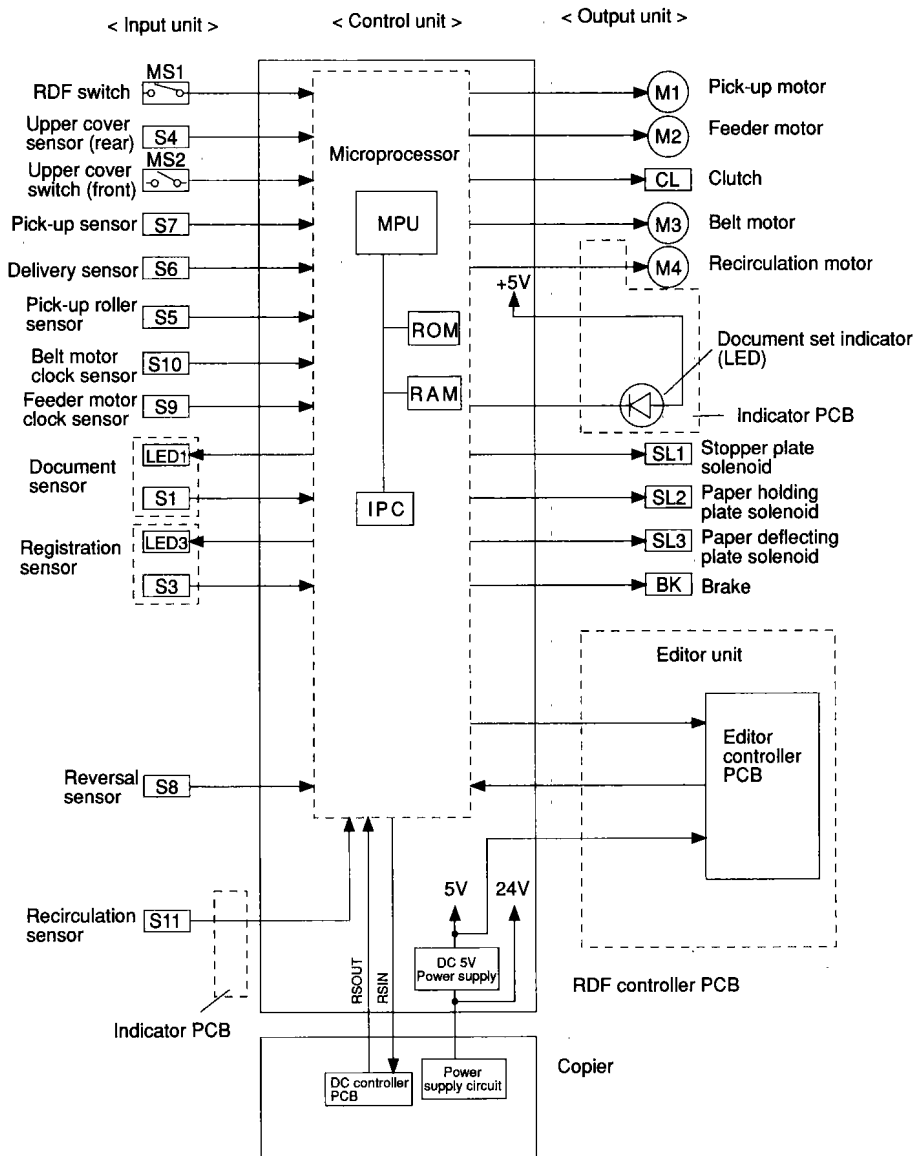 < Input unit >
< Control unit >
< Output unit >
RDF switch
MS1
Upper cover
sensor (rear)
S4
Upper cover
switch (front)
MS2
Pick-up sensor
S7
Delivery sensor
S6
Pick-up roller
sensor
S5
Belt motor
clock sensor
S10
Feeder motor
clock sensor
S9
Document
sensor
LED1
S1
Registration
sensor
LED3
S3
Reversal
sensor
S8
Recirculation
sensor
S11
Indicator PCB
Microprocessor
MPU
ROM
RAM
IPC
RSOUT
RSIN
5V
24V
DC 5V
Power supply
M1
Pick-up motor
M2
Feeder motor
CL
Clutch
M3
Belt motor
M4
Recirculation motor
+5V
Document set indicator
(LED)
Indicator PCB
SL1
Stopper plate
solenoid
SL2
Paper holding
plate solenoid
SL3
Paper deflecting
plate solenoid
BK
Brake
Editor unit
Editor
controller
PCB
RDF controller PCB
DC controller
PCB
Power
supply circuit
Copier